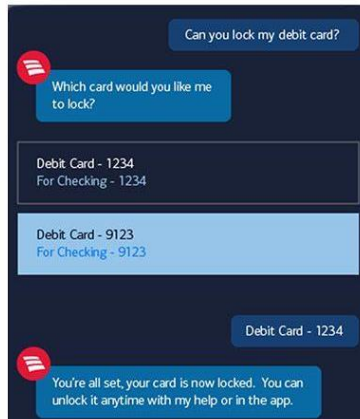 Can you lock my debit card?
Which card would you like me
to lock?
Debit Card - 1234
For Checking - 1234
Debit Card - 9123
For Checking - 9123
Debit Card - 1234
You're all set, your card is now locked. You can
unlock it anytime with my help or in the app.